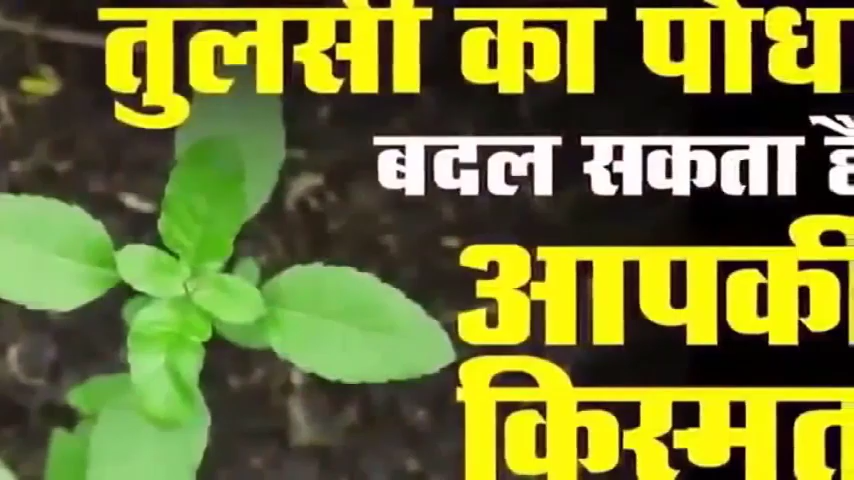 तुलसी का पौधा
बदल सकता है
आपकी
किस्मत